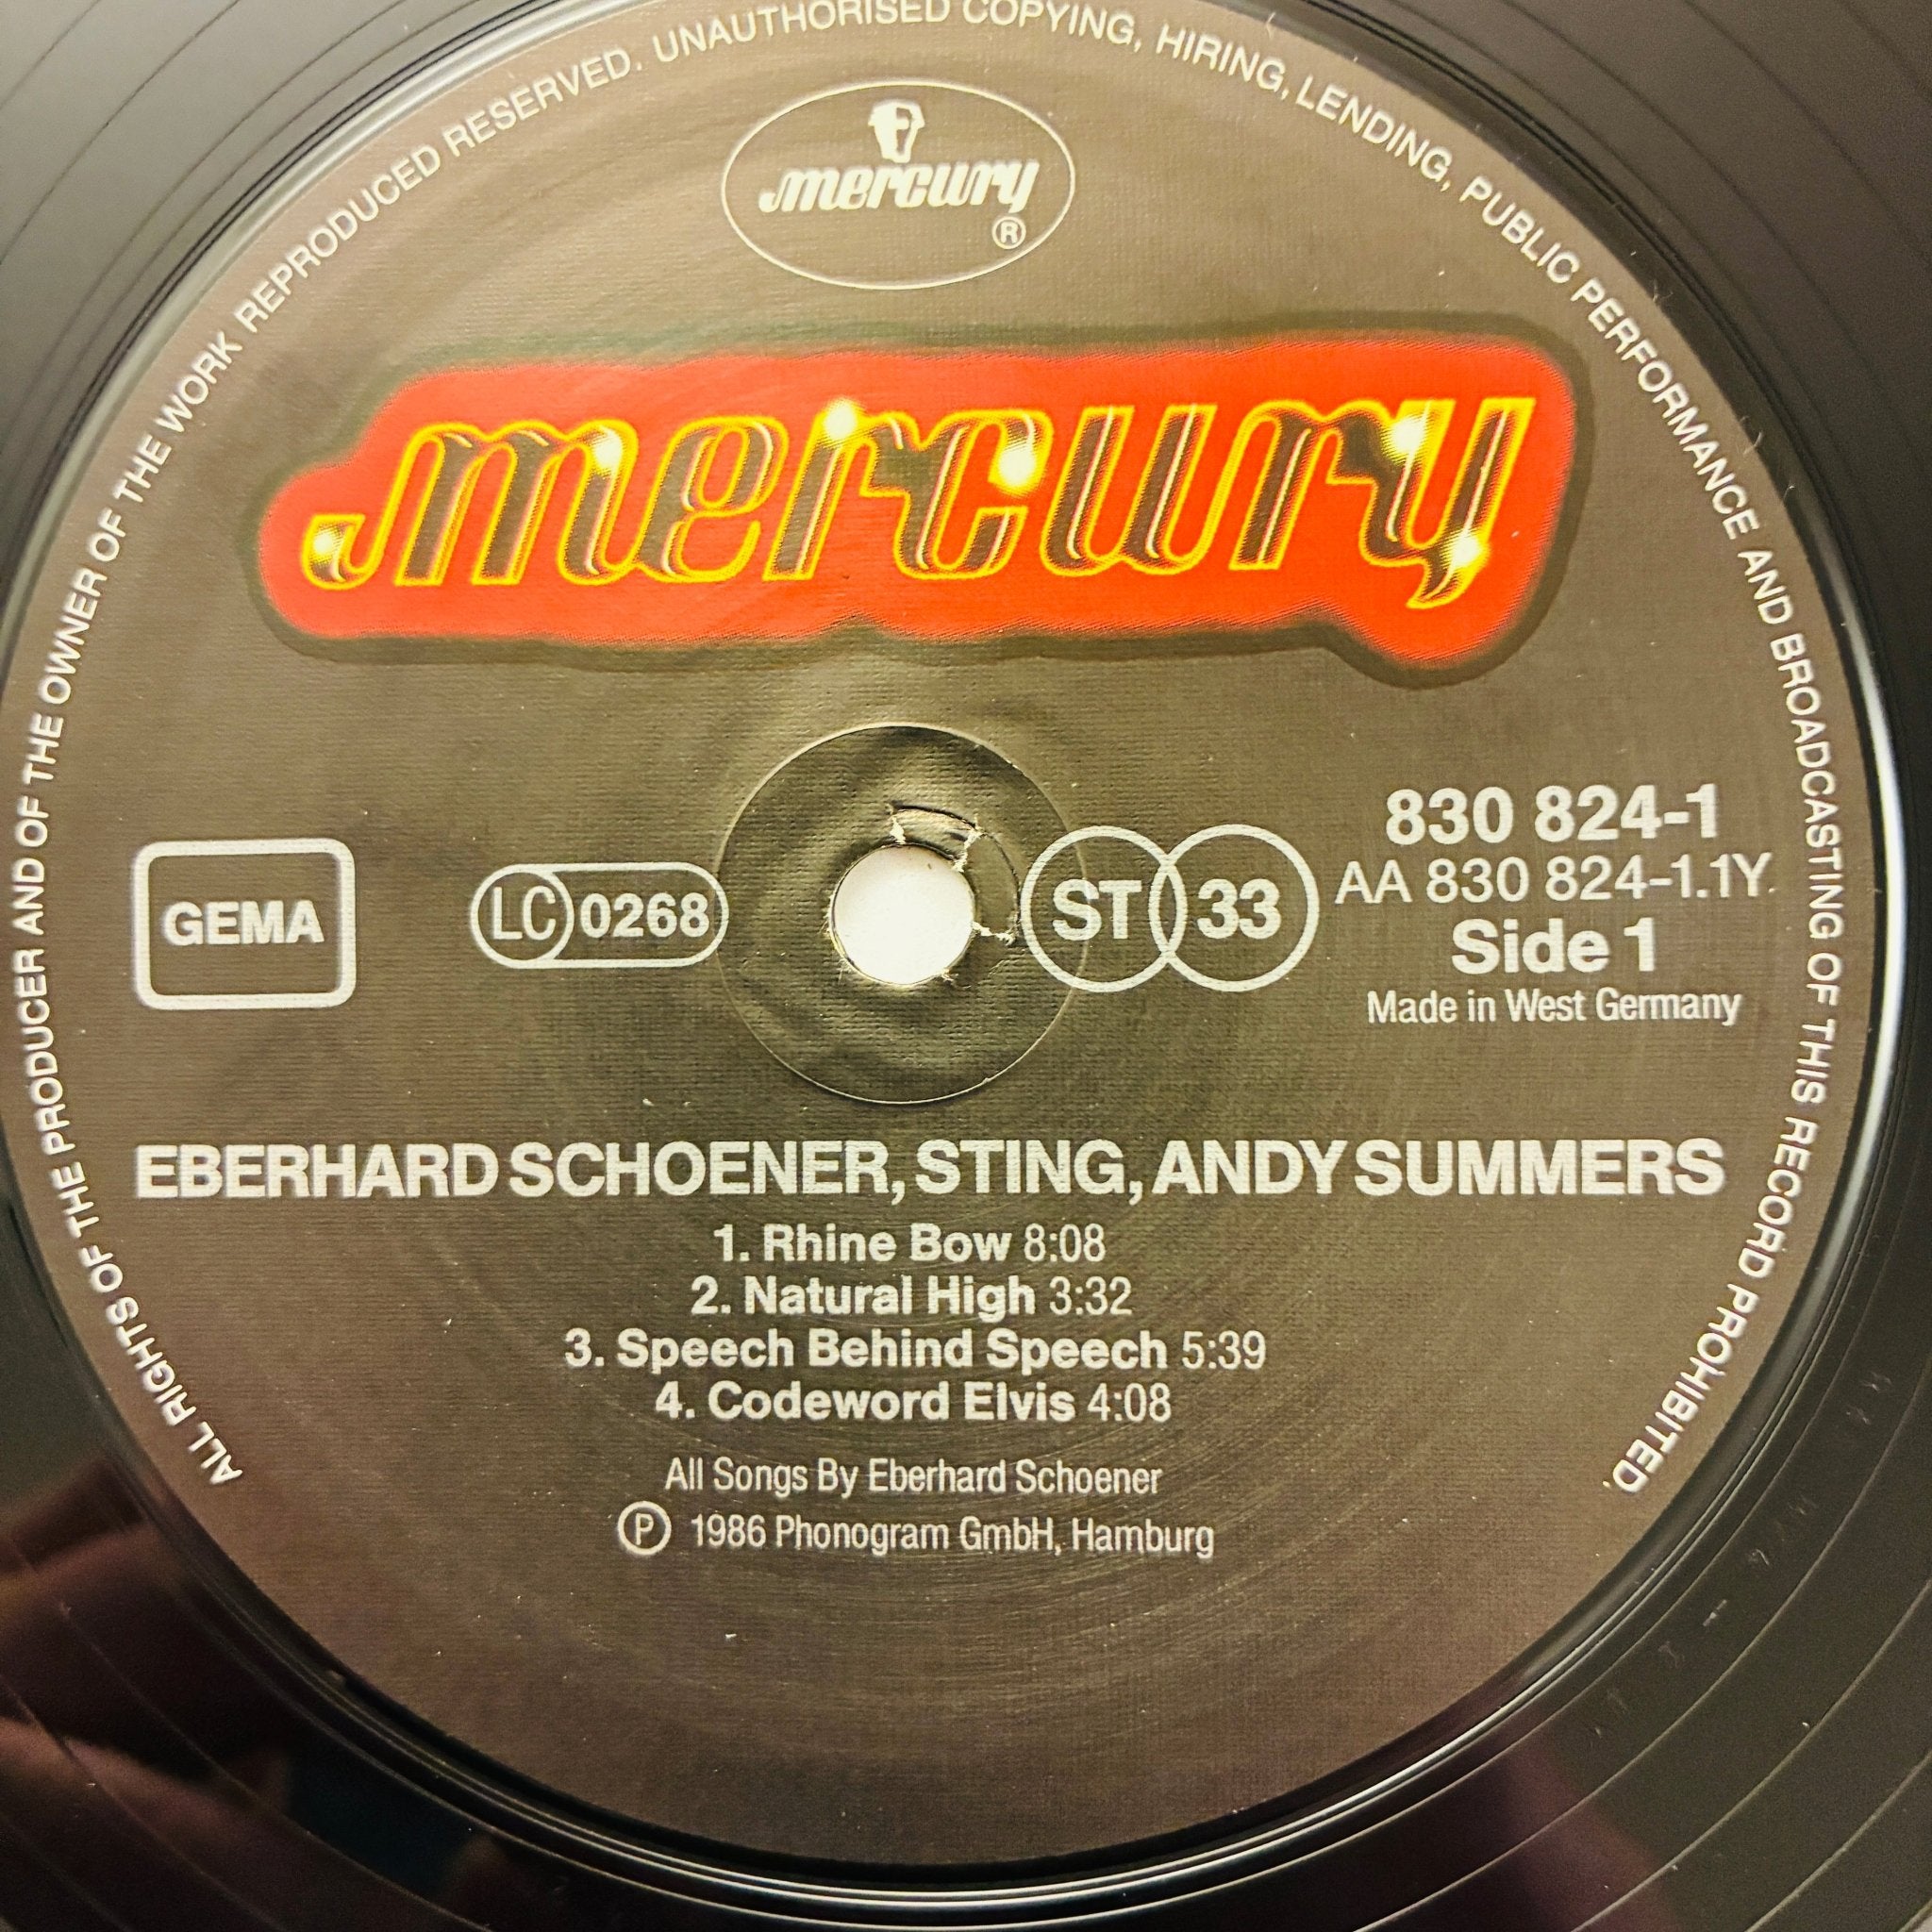 ALL RIGHTS OF THE PRODUCER AND OF THE OWNER OF THE WORK REPRODUCED RESERVED. UNAUTHORISED COPYING, HIRING, LENDING, PUBLIC PERFORMANCE AND BROADCASTING OF THIS RECORD PROHIBITED.
mercury
®
mercury
GEMA
LC 0268
ST 33
830 824-1
AA 830 824-1.1Y
Side 1
Made in West Germany
EBERHARD SCHOENER, STING, ANDY SUMMERS
1. Rhine Bow 8:08
2. Natural High 3:32
3. Speech Behind Speech 5:39
4. Codeword Elvis 4:08
All Songs By Eberhard Schoener
Ⓟ 1986 Phonogram GmbH, Hamburg